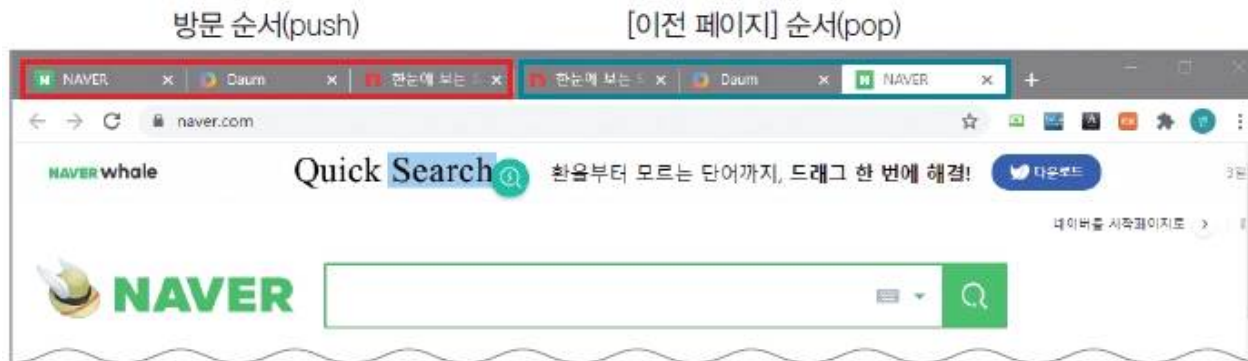 방문 순서(push) [이전 페이지] 순서(pop)
NAVER Daum 한눈에 보는 한눈에 보는 Daum NAVER
naver.com
NAVER whale Quick Search 환율부터 모르는 단어까지, 드래그 한 번에 해결! 다운로드
네이버를 시작페이지로
NAVER